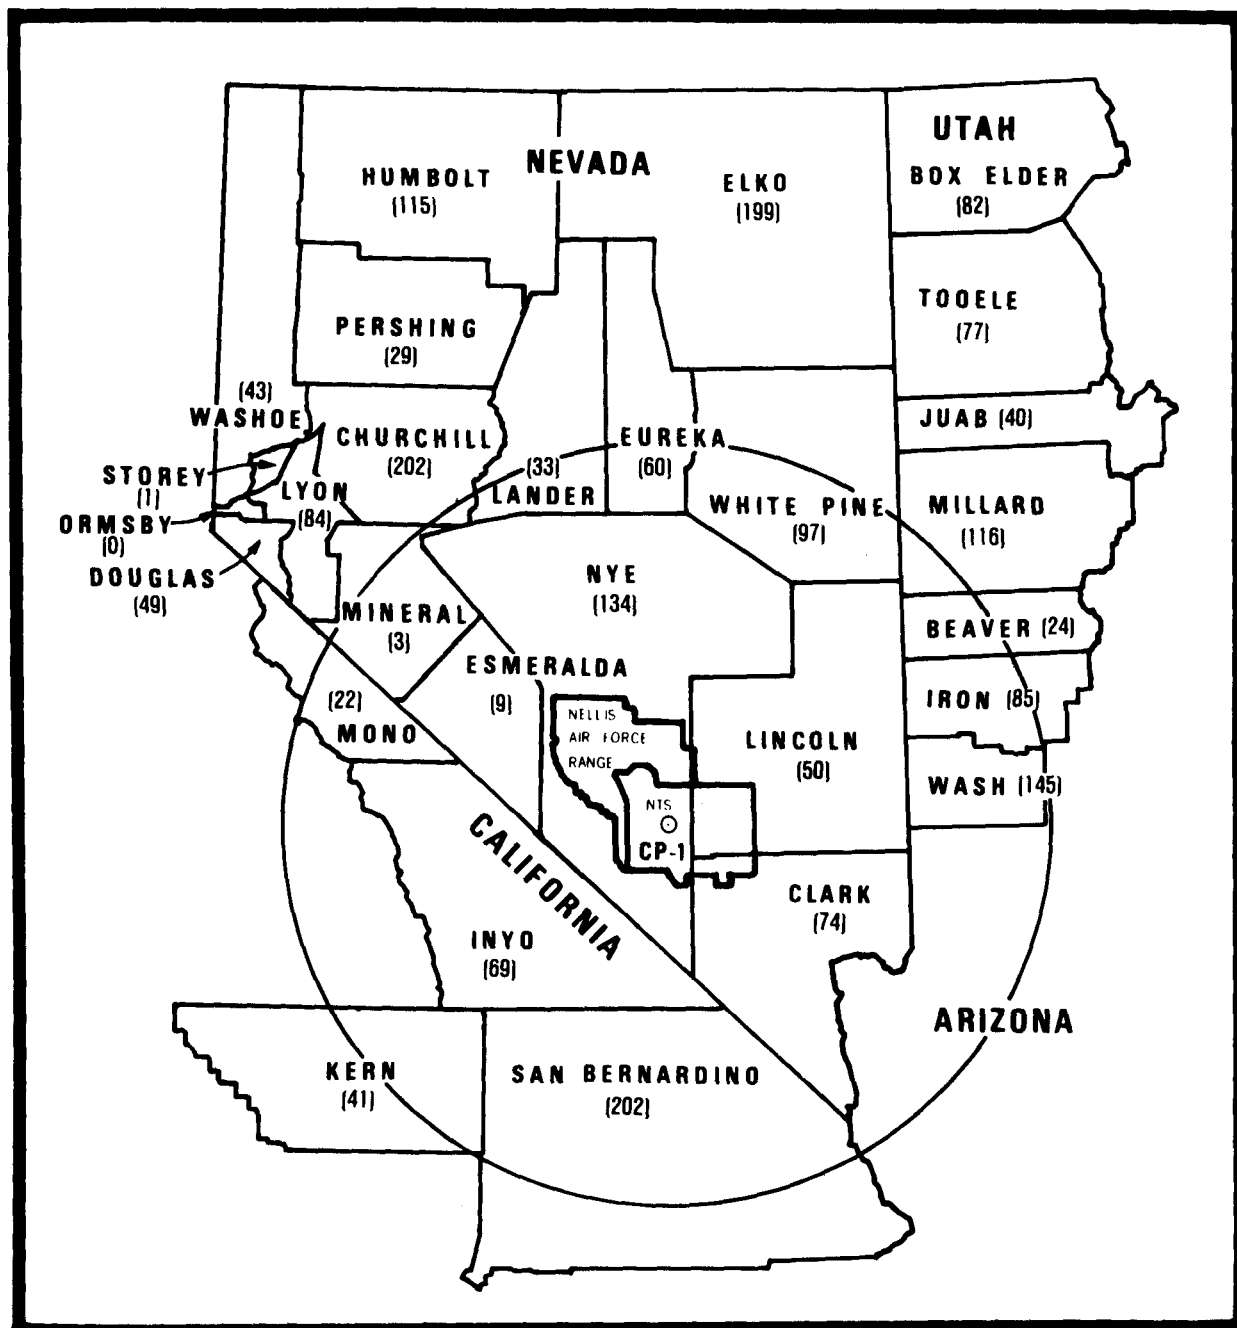 UTAH
NEVADA
HUMBOLT
(115)
ELKO
(199)
BOX ELDER
(82)
TOOELE
(77)
PERSHING
(29)
(43)
WASHOE
JUAB (40)
CHURCHILL
(202)
EUREKA
(60)
(33)
LANDER
STOREY
(1)
LYON
(84)
WHITE PINE
(97)
MILLARD
(116)
ORMSBY
(0)
DOUGLAS
(49)
NYE
(134)
MINERAL
(3)
BEAVER (24)
ESMERALDA
(9)
IRON (85)
(22)
MONO
NELLIS
AIR FORCE
RANGE
LINCOLN
(50)
WASH (145)
NTS
CP-1
CALIFORNIA
CLARK
(74)
INYO
(69)
ARIZONA
KERN
(41)
SAN BERNARDINO
(202)